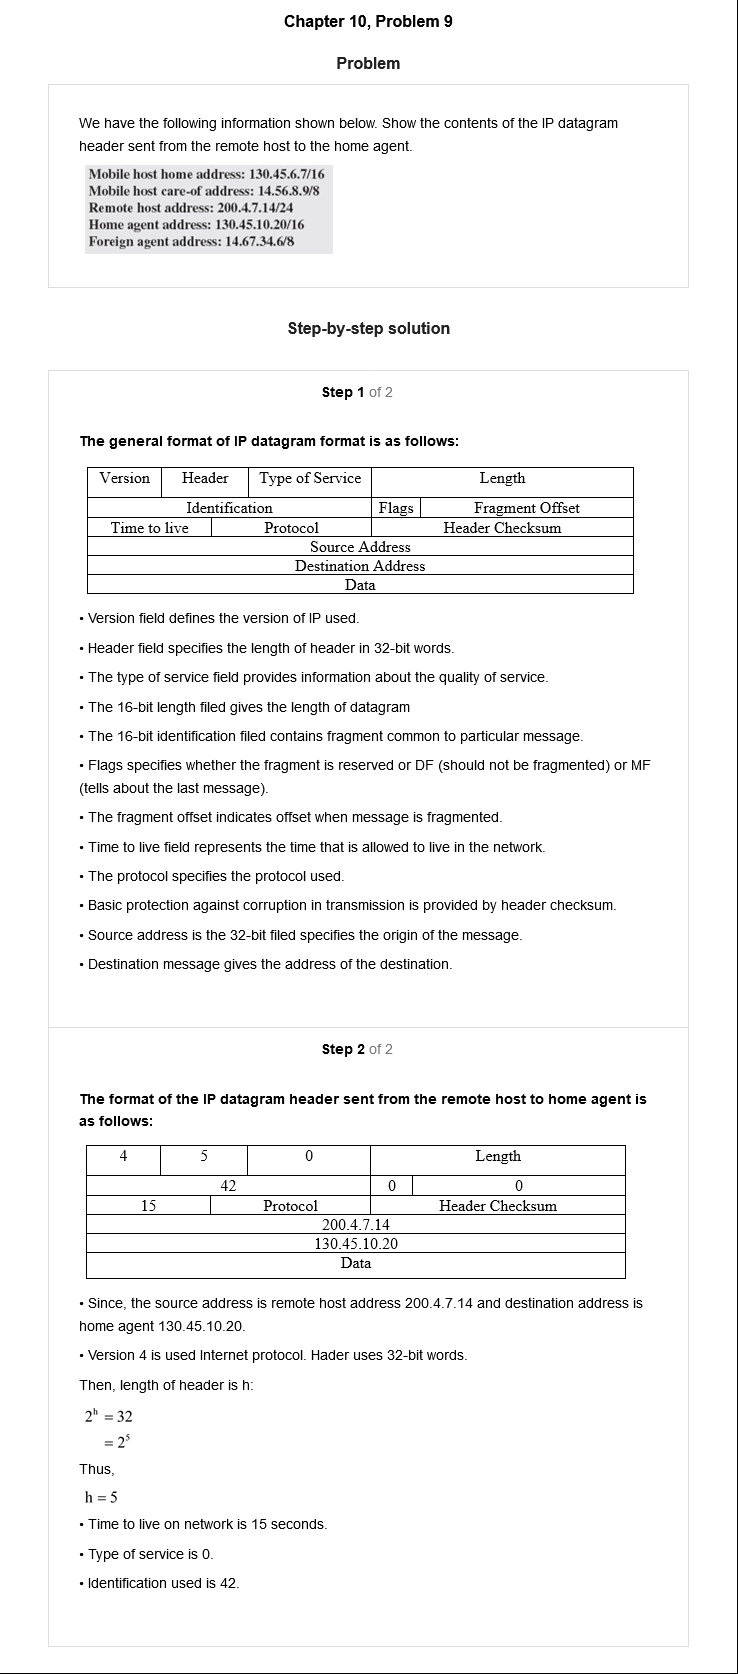 Chapter 10, Problem 9
Problem
We have the following information shown below. Show the contents of the IP datagram
header sent from the remote host to the home agent.
Mobile host home address: 130.45.6.7/16
Mobile host care-of address: 14.56.8.9/8
Remote host address: 200.4.7.14/24
Home agent address: 130.45.10.20/16
Foreign agent address: 14.67.34.6/8
Step-by-step solution
Step 1 of 2
The general format of IP datagram format is as follows:
Version Header Type of Service Length
Identification Flags Fragment Offset
Time to live Protocol Header Checksum
Source Address
Destination Address
Data
• Version field defines the version of IP used.
• Header field specifies the length of header in 32-bit words.
• The type of service field provides information about the quality of service.
• The 16-bit length filed gives the length of datagram
• The 16-bit identification filed contains fragment common to particular message.
• Flags specifies whether the fragment is reserved or DF (should not be fragmented) or MF
(tells about the last message).
• The fragment offset indicates offset when message is fragmented.
• Time to live field represents the time that is allowed to live in the network.
• The protocol specifies the protocol used.
• Basic protection against corruption in transmission is provided by header checksum.
• Source address is the 32-bit filed specifies the origin of the message.
• Destination message gives the address of the destination.
Step 2 of 2
The format of the IP datagram header sent from the remote host to home agent is
as follows:
4 5 0 Length
42 0 0
15 Protocol Header Checksum
200.4.7.14
130.45.10.20
Data
• Since, the source address is remote host address 200.4.7.14 and destination address is
home agent 130.45.10.20.
• Version 4 is used Internet protocol. Hader uses 32-bit words.
Then, length of header is h:
2ʰ = 32
= 2⁵
Thus,
h = 5
• Time to live on network is 15 seconds.
• Type of service is 0.
• Identification used is 42.